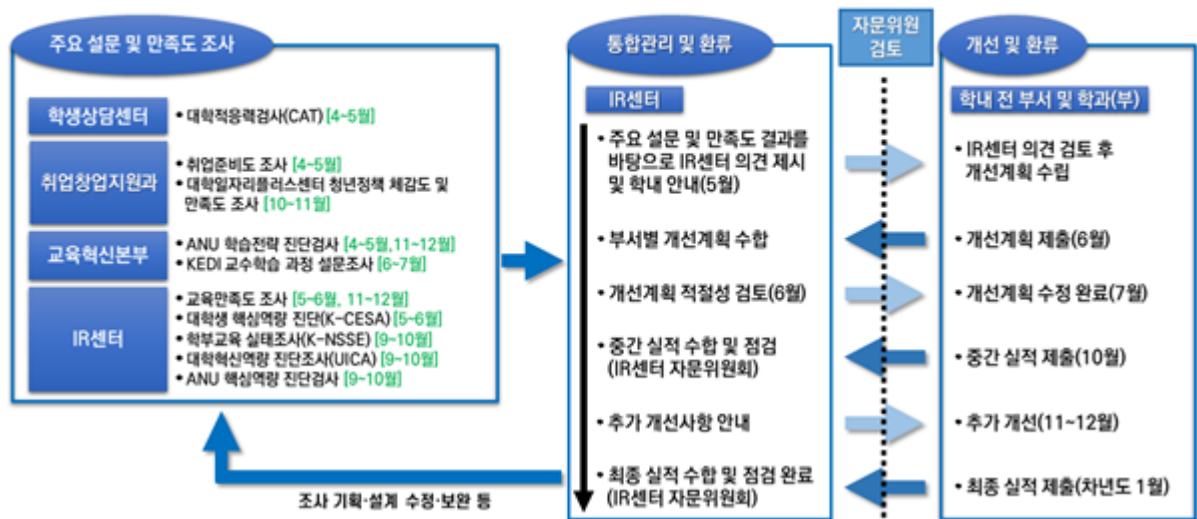 주요 설문 및 만족도 조사
학생상담센터
• 대학적응력검사(CAT) [4~5월]
취업창업지원과
• 취업준비도 조사 [4~5월]
• 대학일자리플러스센터 청년정책 체감도 및
만족도 조사 [10~11월]
교육혁신본부
• ANU 학습전략 진단검사 [4~5월,11~12월]
• KEDI 교수학습 과정 설문조사 [6~7월]
IR센터
• 교육만족도 조사 [5~6월, 11~12월]
• 대학생 핵심역량 진단(K-CESA) [5~6월]
• 학부교육 실태조사(K-NSSE) [9~10월]
• 대학혁신역량 진단조사(UICA) [9~10월]
• ANU 핵심역량 진단검사 [9~10월]
조사 기획·설계 수정·보완 등
통합관리 및 환류
IR센터
• 주요 설문 및 만족도 결과를
바탕으로 IR센터 의견 제시
및 학내 안내(5월)
• 부서별 개선계획 수합
• 개선계획 적절성 검토(6월)
• 중간 실적 수합 및 점검
(IR센터 자문위원회)
• 추가 개선사항 안내
• 최종 실적 수합 및 점검 완료
(IR센터 자문위원회)
자문위원
검토
개선 및 환류
학내 전 부서 및 학과(부)
• IR센터 의견 검토 후
개선계획 수립
• 개선계획 제출(6월)
• 개선계획 수정 완료(7월)
• 중간 실적 제출(10월)
• 추가 개선(11~12월)
• 최종 실적 제출(차년도 1월)